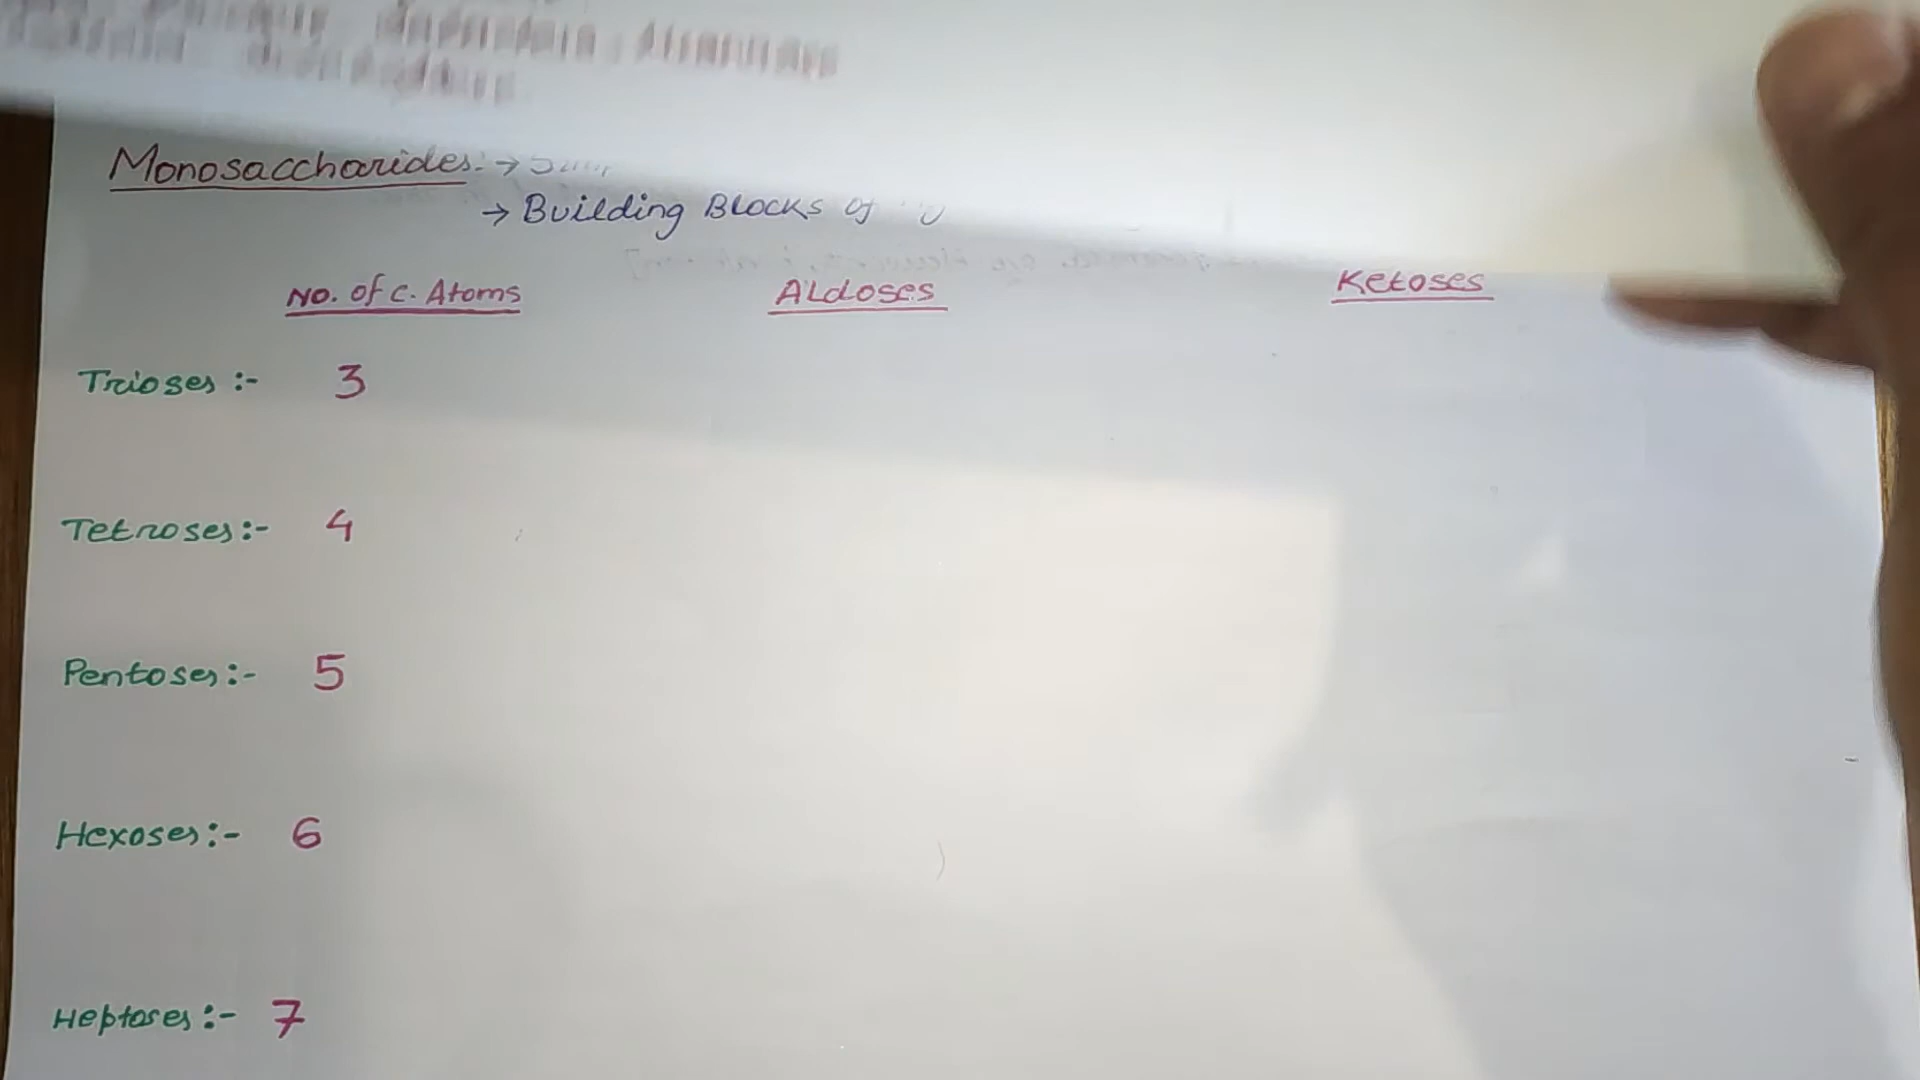 Monosaccharides:→
→ Building Blocks of
No. of C. Atoms Aldoses Ketoses
Trioses :- 3
Tetroses:- 4
Pentoses:- 5
Hexoses:- 6
Heptoses:- 7